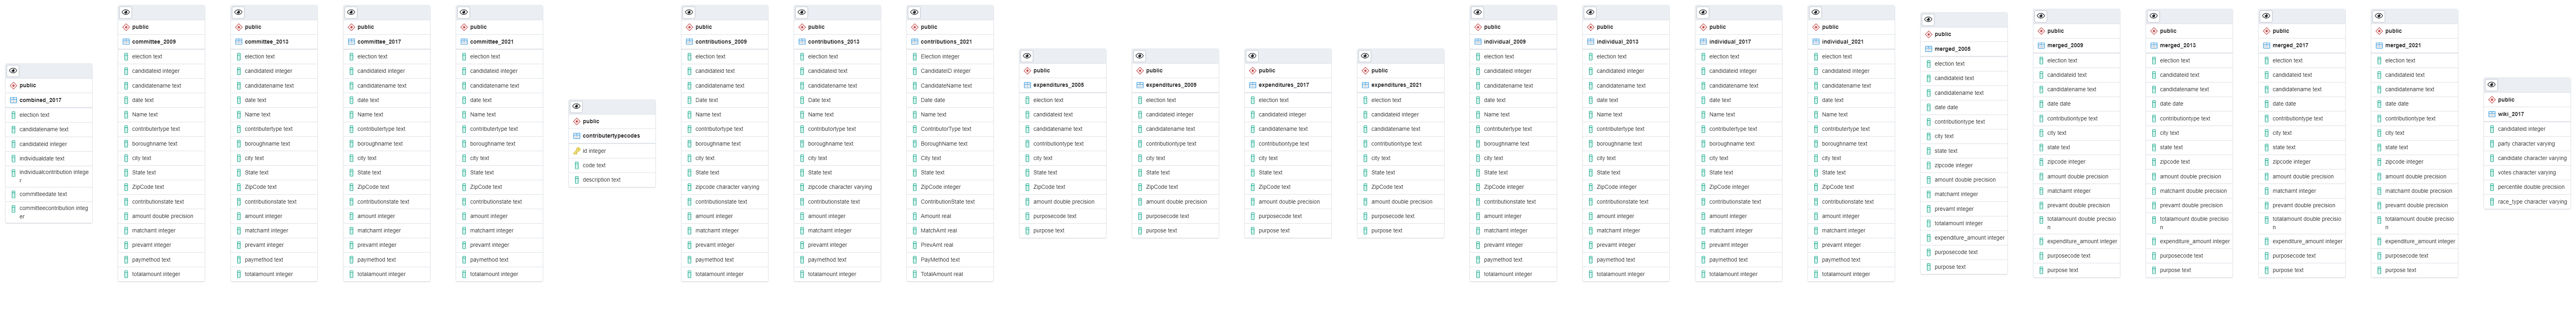 public
combined_2017
election text
candidatename text
candidateid integer
individualdate text
individualcontribution intege
r
committeedate text
committeecontribution integ
er
public
committee_2009
election text
candidateid integer
candidatename text
date text
Name text
contributertype text
boroughname text
city text
State text
ZipCode text
contributionstate text
amount double precision
matchamt integer
prevamt integer
paymethod text
totalamount integer
public
committee_2013
election text
candidateid integer
candidatename text
date text
Name text
contributertype text
boroughname text
city text
State text
ZipCode text
contributionstate text
amount integer
matchamt integer
prevamt integer
paymethod text
totalamount integer
public
committee_2017
election text
candidateid integer
candidatename text
date text
Name text
contributertype text
boroughname text
city text
State text
ZipCode text
contributionstate text
amount integer
matchamt integer
prevamt integer
paymethod text
totalamount integer
public
committee_2021
election text
candidateid integer
candidatename text
date text
Name text
contributertype text
boroughname text
city text
State text
ZipCode text
contributionstate text
amount integer
matchamt integer
prevamt integer
paymethod text
totalamount integer
public
contributertypecodes
id integer
code text
description text
public
contributions_2009
election text
candidateid text
candidatename text
Date text
Name text
contributortype text
boroughname text
city text
State text
zipcode character varying
contributionstate text
amount integer
matchamt integer
prevamt integer
paymethod text
totalamount integer
public
contributions_2013
election text
candidateid text
candidatename text
Date text
Name text
contributortype text
boroughname text
city text
State text
zipcode character varying
contributionstate text
amount integer
matchamt integer
prevamt integer
paymethod text
totalamount integer
public
contributions_2021
Election integer
CandidateID integer
CandidateName text
Date date
Name text
ContributorType text
BoroughName text
City text
State text
ZipCode integer
ContributionState text
Amount real
MatchAmt real
PrevAmt real
PayMethod text
TotalAmount real
public
expenditures_2005
election text
candidateid text
candidatename text
contributiontype text
city text
State text
ZipCode text
amount double precision
purposecode text
purpose text
public
expenditures_2009
election text
candidateid integer
candidatename text
contributiontype text
city text
State text
ZipCode text
amount double precision
purposecode text
purpose text
public
expenditures_2017
election text
candidateid integer
candidatename text
contributiontype text
city text
State text
ZipCode text
amount double precision
purposecode text
purpose text
public
expenditures_2021
election text
candidateid integer
candidatename text
contributiontype text
city text
State text
ZipCode text
amount double precision
purposecode text
purpose text
public
individual_2009
election text
candidateid integer
candidatename text
date text
Name text
contributertype text
boroughname text
city text
State text
ZipCode integer
contributionstate text
amount integer
matchamt integer
prevamt integer
paymethod text
totalamount integer
public
individual_2013
election text
candidateid integer
candidatename text
date text
Name text
contributertype text
boroughname text
city text
State text
ZipCode integer
contributionstate text
amount integer
matchamt integer
prevamt integer
paymethod text
totalamount integer
public
individual_2017
election text
candidateid integer
candidatename text
date text
Name text
contributertype text
boroughname text
city text
State text
ZipCode integer
contributionstate text
amount integer
matchamt integer
prevamt integer
paymethod text
totalamount integer
public
individual_2021
election text
candidateid integer
candidatename text
date text
Name text
contributertype text
boroughname text
city text
State text
ZipCode text
contributionstate text
amount integer
matchamt integer
prevamt integer
paymethod text
totalamount integer
public
merged_2005
election text
candidateid text
candidatename text
date date
contributiontype text
city text
state text
zipcode integer
amount double precision
matchamt integer
prevamt integer
totalamount integer
expenditure_amount integer
purposecode text
purpose text
public
merged_2009
election text
candidateid text
candidatename text
date date
contributiontype text
city text
state text
zipcode integer
amount double precision
matchamt integer
prevamt double precision
totalamount double precisio
n
expenditure_amount integer
purposecode text
purpose text
public
merged_2013
election text
candidateid text
candidatename text
date date
contributiontype text
city text
state text
zipcode text
amount double precision
matchamt double precision
prevamt double precision
totalamount double precisio
n
expenditure_amount integer
purposecode text
purpose text
public
merged_2017
election text
candidateid text
candidatename text
date date
contributiontype text
city text
state text
zipcode integer
amount double precision
matchamt integer
prevamt double precision
totalamount double precisio
n
expenditure_amount integer
purposecode text
purpose text
public
merged_2021
election text
candidateid text
candidatename text
date date
contributiontype text
city text
state text
zipcode integer
amount double precision
matchamt double precision
prevamt double precision
totalamount double precisio
n
expenditure_amount integer
purposecode text
purpose text
public
wiki_2017
candidateid integer
party character varying
candidate character varying
votes character varying
percentile double precision
race_type character varying